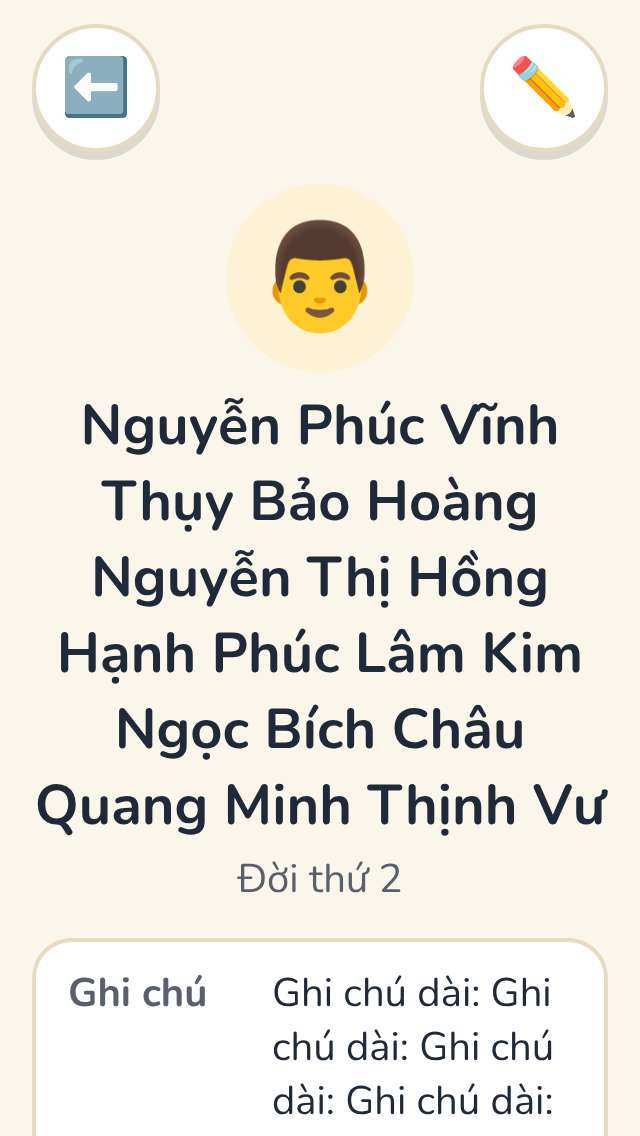 Nguyễn Phúc Vĩnh
Thụy Bảo Hoàng
Nguyễn Thị Hồng
Hạnh Phúc Lâm Kim
Ngọc Bích Châu
Quang Minh Thịnh Vư
Đời thứ 2
Ghi chú
Ghi chú dài: Ghi
chú dài: Ghi chú
dài: Ghi chú dài: